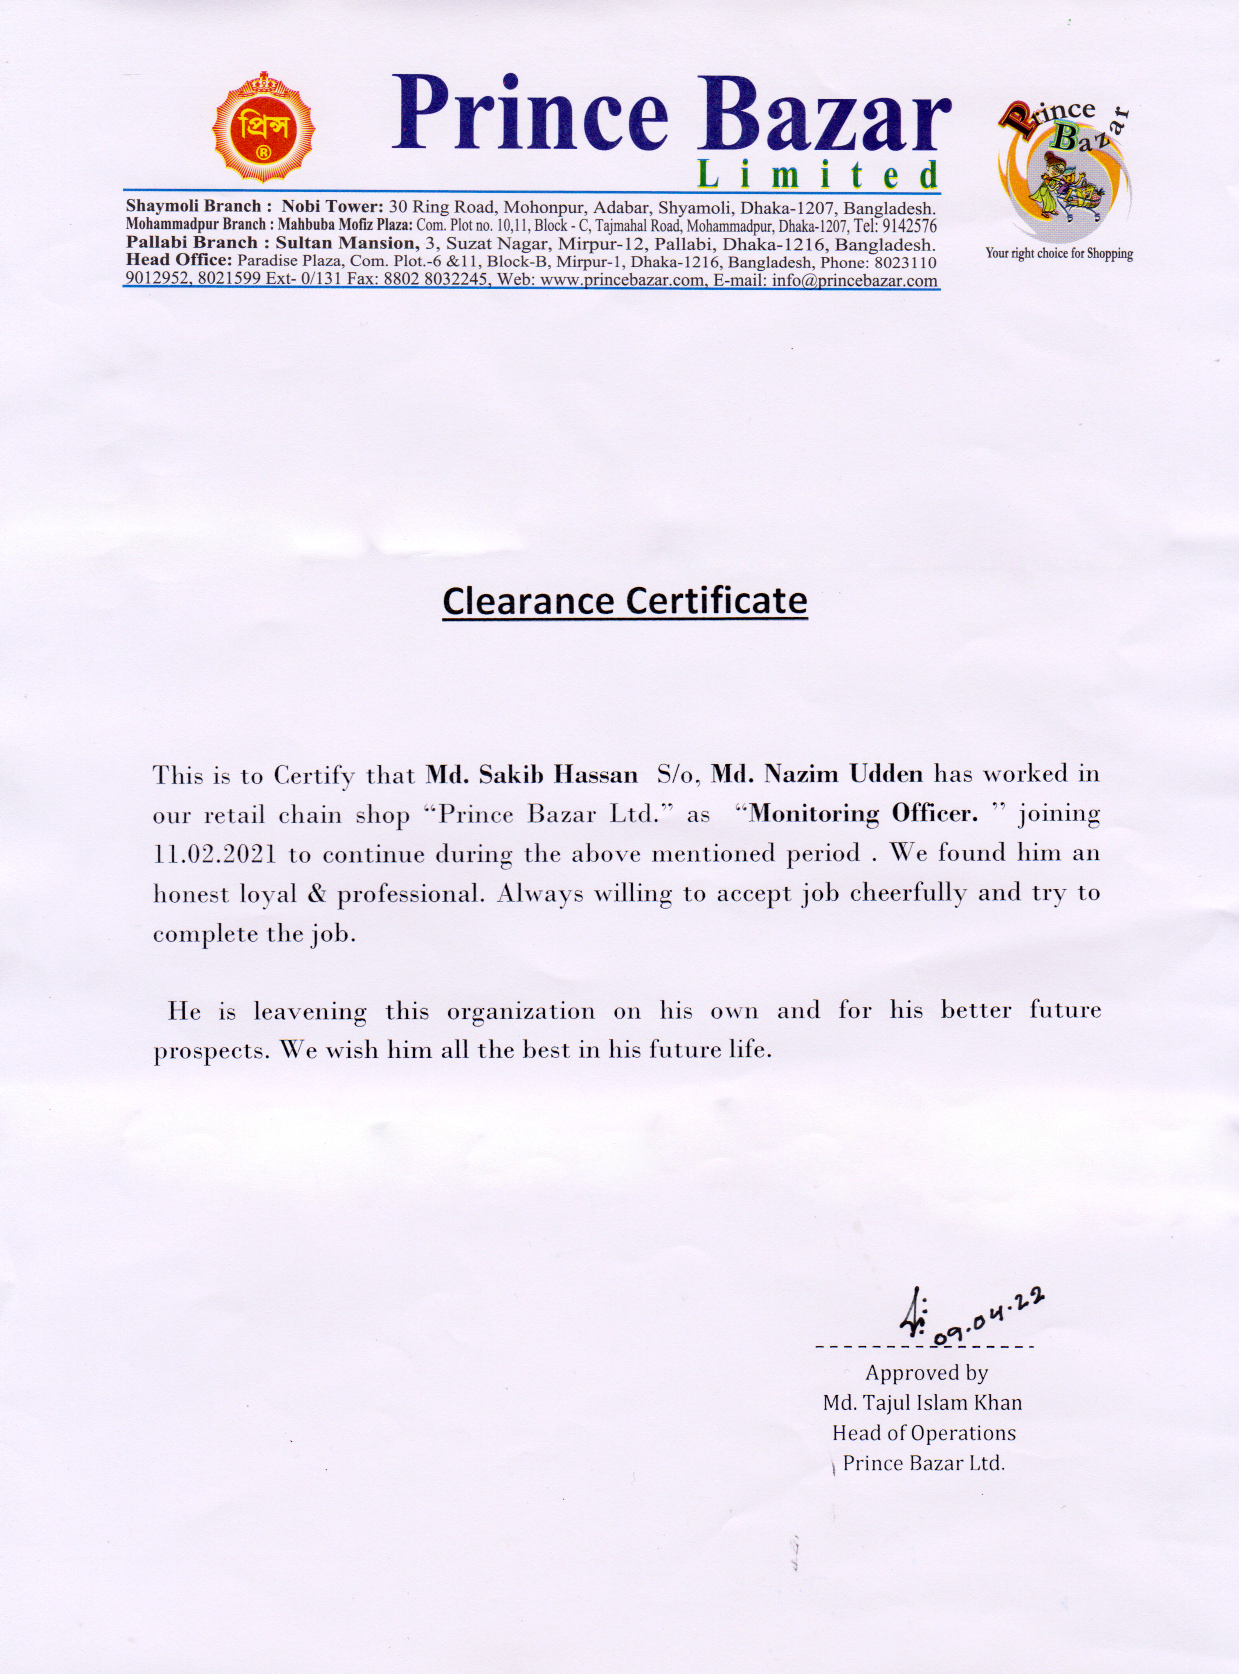 প্রিন্স
®
Prince Bazar
Limited
Prince
Bazar
Your right choice for Shopping
Shaymoli Branch : Nobi Tower: 30 Ring Road, Mohonpur, Adabar, Shyamoli, Dhaka-1207, Bangladesh.
Mohammadpur Branch : Mahbuba Mofiz Plaza: Com. Plot no. 10,11, Block - C, Tajmahal Road, Mohammadpur, Dhaka-1207, Tel: 9142576
Pallabi Branch : Sultan Mansion, 3, Suzat Nagar, Mirpur-12, Pallabi, Dhaka-1216, Bangladesh.
Head Office: Paradise Plaza, Com. Plot.-6 &11, Block-B, Mirpur-1, Dhaka-1216, Bangladesh, Phone: 8023110
9012952, 8021599 Ext- 0/131 Fax: 8802 8032245, Web: www.princebazar.com, E-mail: info@princebazar.com
Clearance Certificate
This is to Certify that Md. Sakib Hassan S/o, Md. Nazim Udden has worked in
our retail chain shop “Prince Bazar Ltd.” as “Monitoring Officer. ” joining
11.02.2021 to continue during the above mentioned period . We found him an
honest loyal & professional. Always willing to accept job cheerfully and try to
complete the job.
He is leavening this organization on his own and for his better future
prospects. We wish him all the best in his future life.
09.04.22
Approved by
Md. Tajul Islam Khan
Head of Operations
Prince Bazar Ltd.